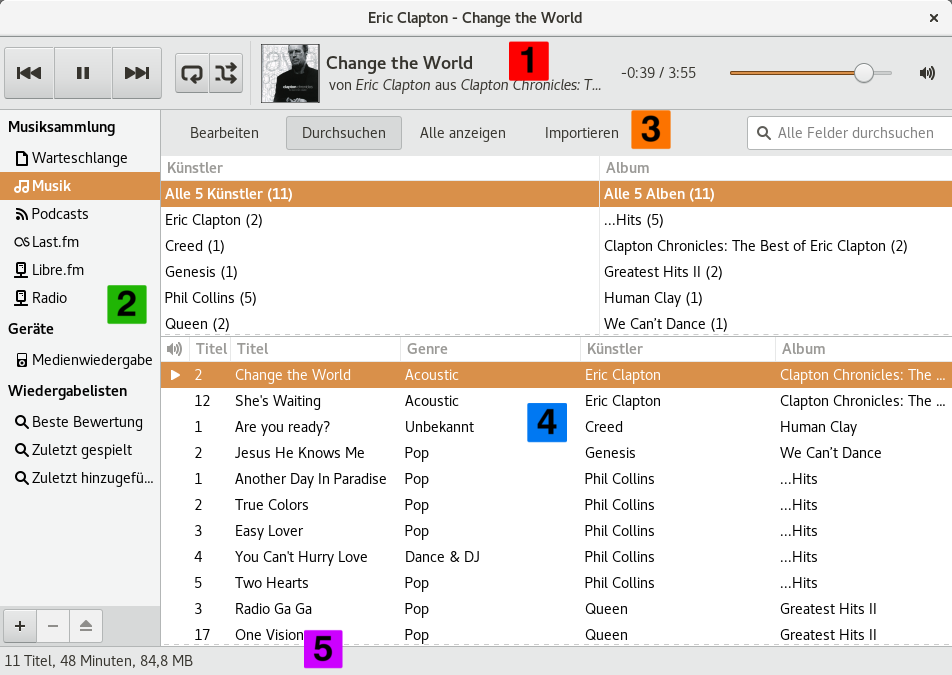 Eric Clapton - Change the World
Change the World
1
von Eric Clapton aus Clapton Chronicles: T...
-0:39 / 3:55
Musiksammlung
Warteschlange
Musik
Podcasts
Last.fm
Libre.fm
Radio
2
Geräte
Medienwiedergabe
Wiedergabelisten
Beste Bewertung
Zuletzt gespielt
Zuletzt hinzugefü...
Bearbeiten Durchsuchen Alle anzeigen Importieren 3 Alle Felder durchsuchen
Künstler Album
Alle 5 Künstler (11) Alle 5 Alben (11)
Eric Clapton (2) ...Hits (5)
Creed (1) Clapton Chronicles: The Best of Eric Clapton (2)
Genesis (1) Greatest Hits II (2)
Phil Collins (5) Human Clay (1)
Queen (2) We Can't Dance (1)
Titel Titel Genre Künstler Album
2 Change the World Acoustic Eric Clapton Clapton Chronicles: The ...
12 She's Waiting Acoustic Eric Clapton Clapton Chronicles: The ...
4
1 Are you ready? Unbekannt Creed Human Clay
2 Jesus He Knows Me Pop Genesis We Can't Dance
1 Another Day In Paradise Pop Phil Collins ...Hits
2 True Colors Pop Phil Collins ...Hits
3 Easy Lover Pop Phil Collins ...Hits
4 You Can't Hurry Love Dance & DJ Phil Collins ...Hits
5 Two Hearts Pop Phil Collins ...Hits
3 Radio Ga Ga Pop Queen Greatest Hits II
17 One Vision Pop Queen Greatest Hits II
5
11 Titel, 48 Minuten, 84,8 MB